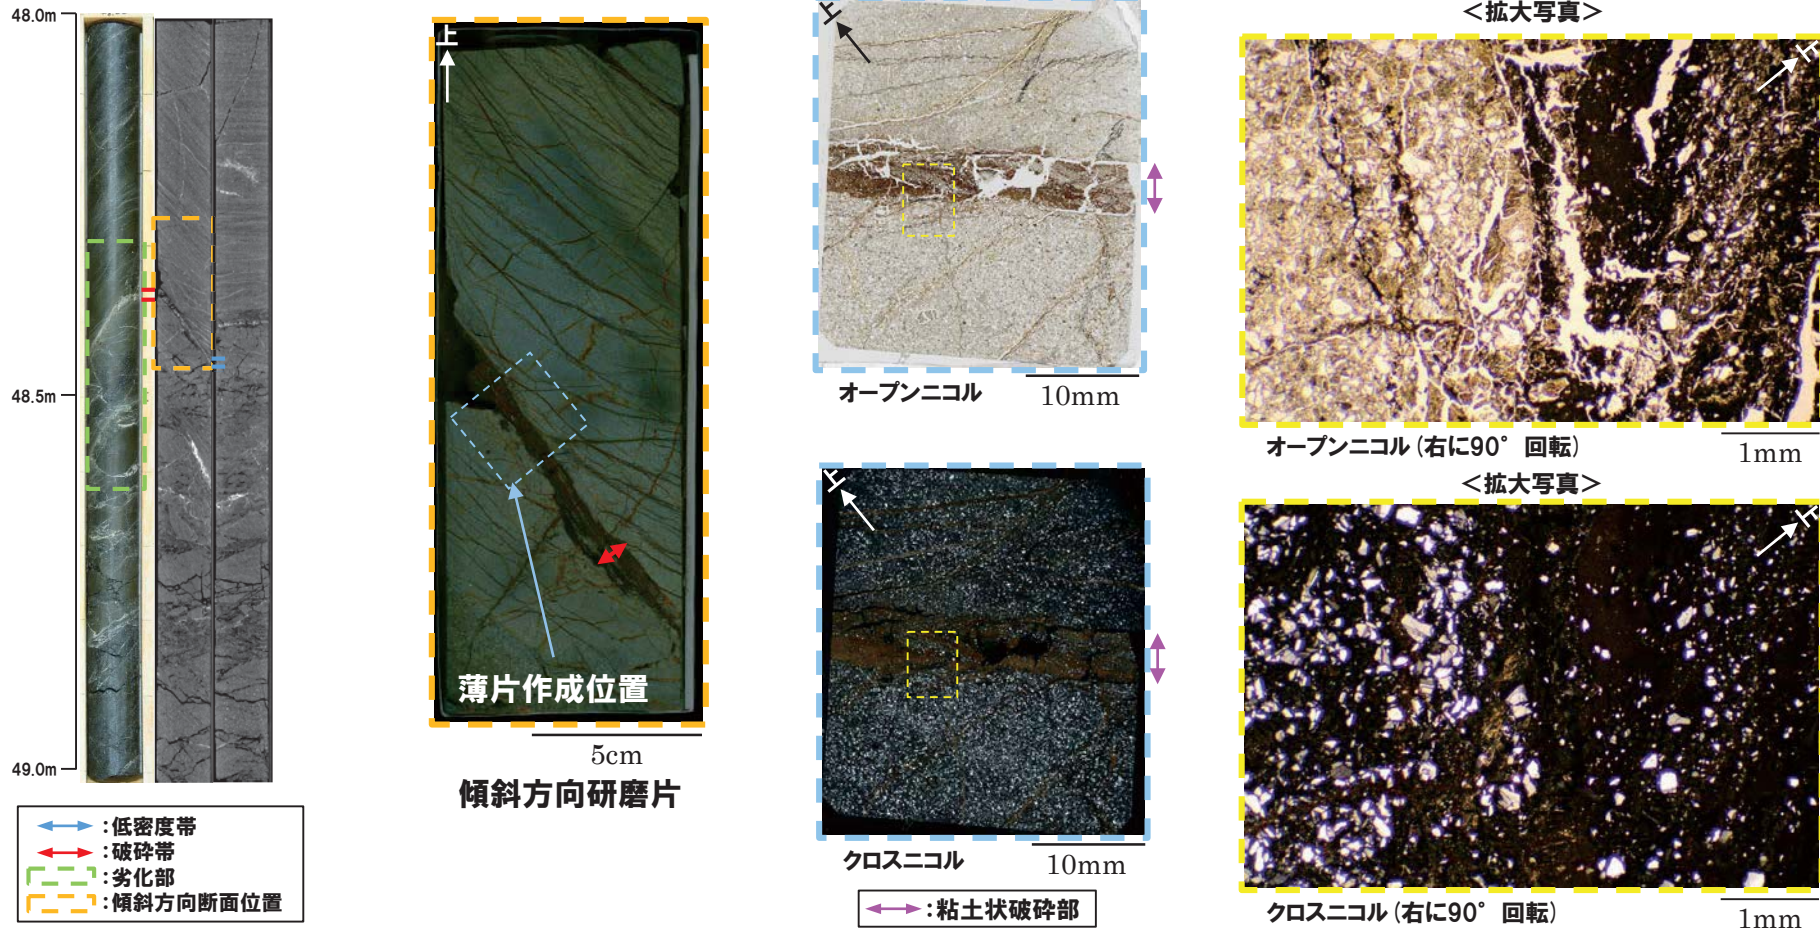 48.0m
48.5m
49.0m
:低密度帯
:破砕帯
:劣化部
:傾斜方向断面位置
上
薄片作成位置
5cm
傾斜方向研磨片
上
オープンニコル
10mm
上
クロスニコル
10mm
:粘土状破砕部
<拡大写真>
上
オープンニコル(右に90°回転)
1mm
<拡大写真>
上
クロスニコル(右に90°回転)
1mm